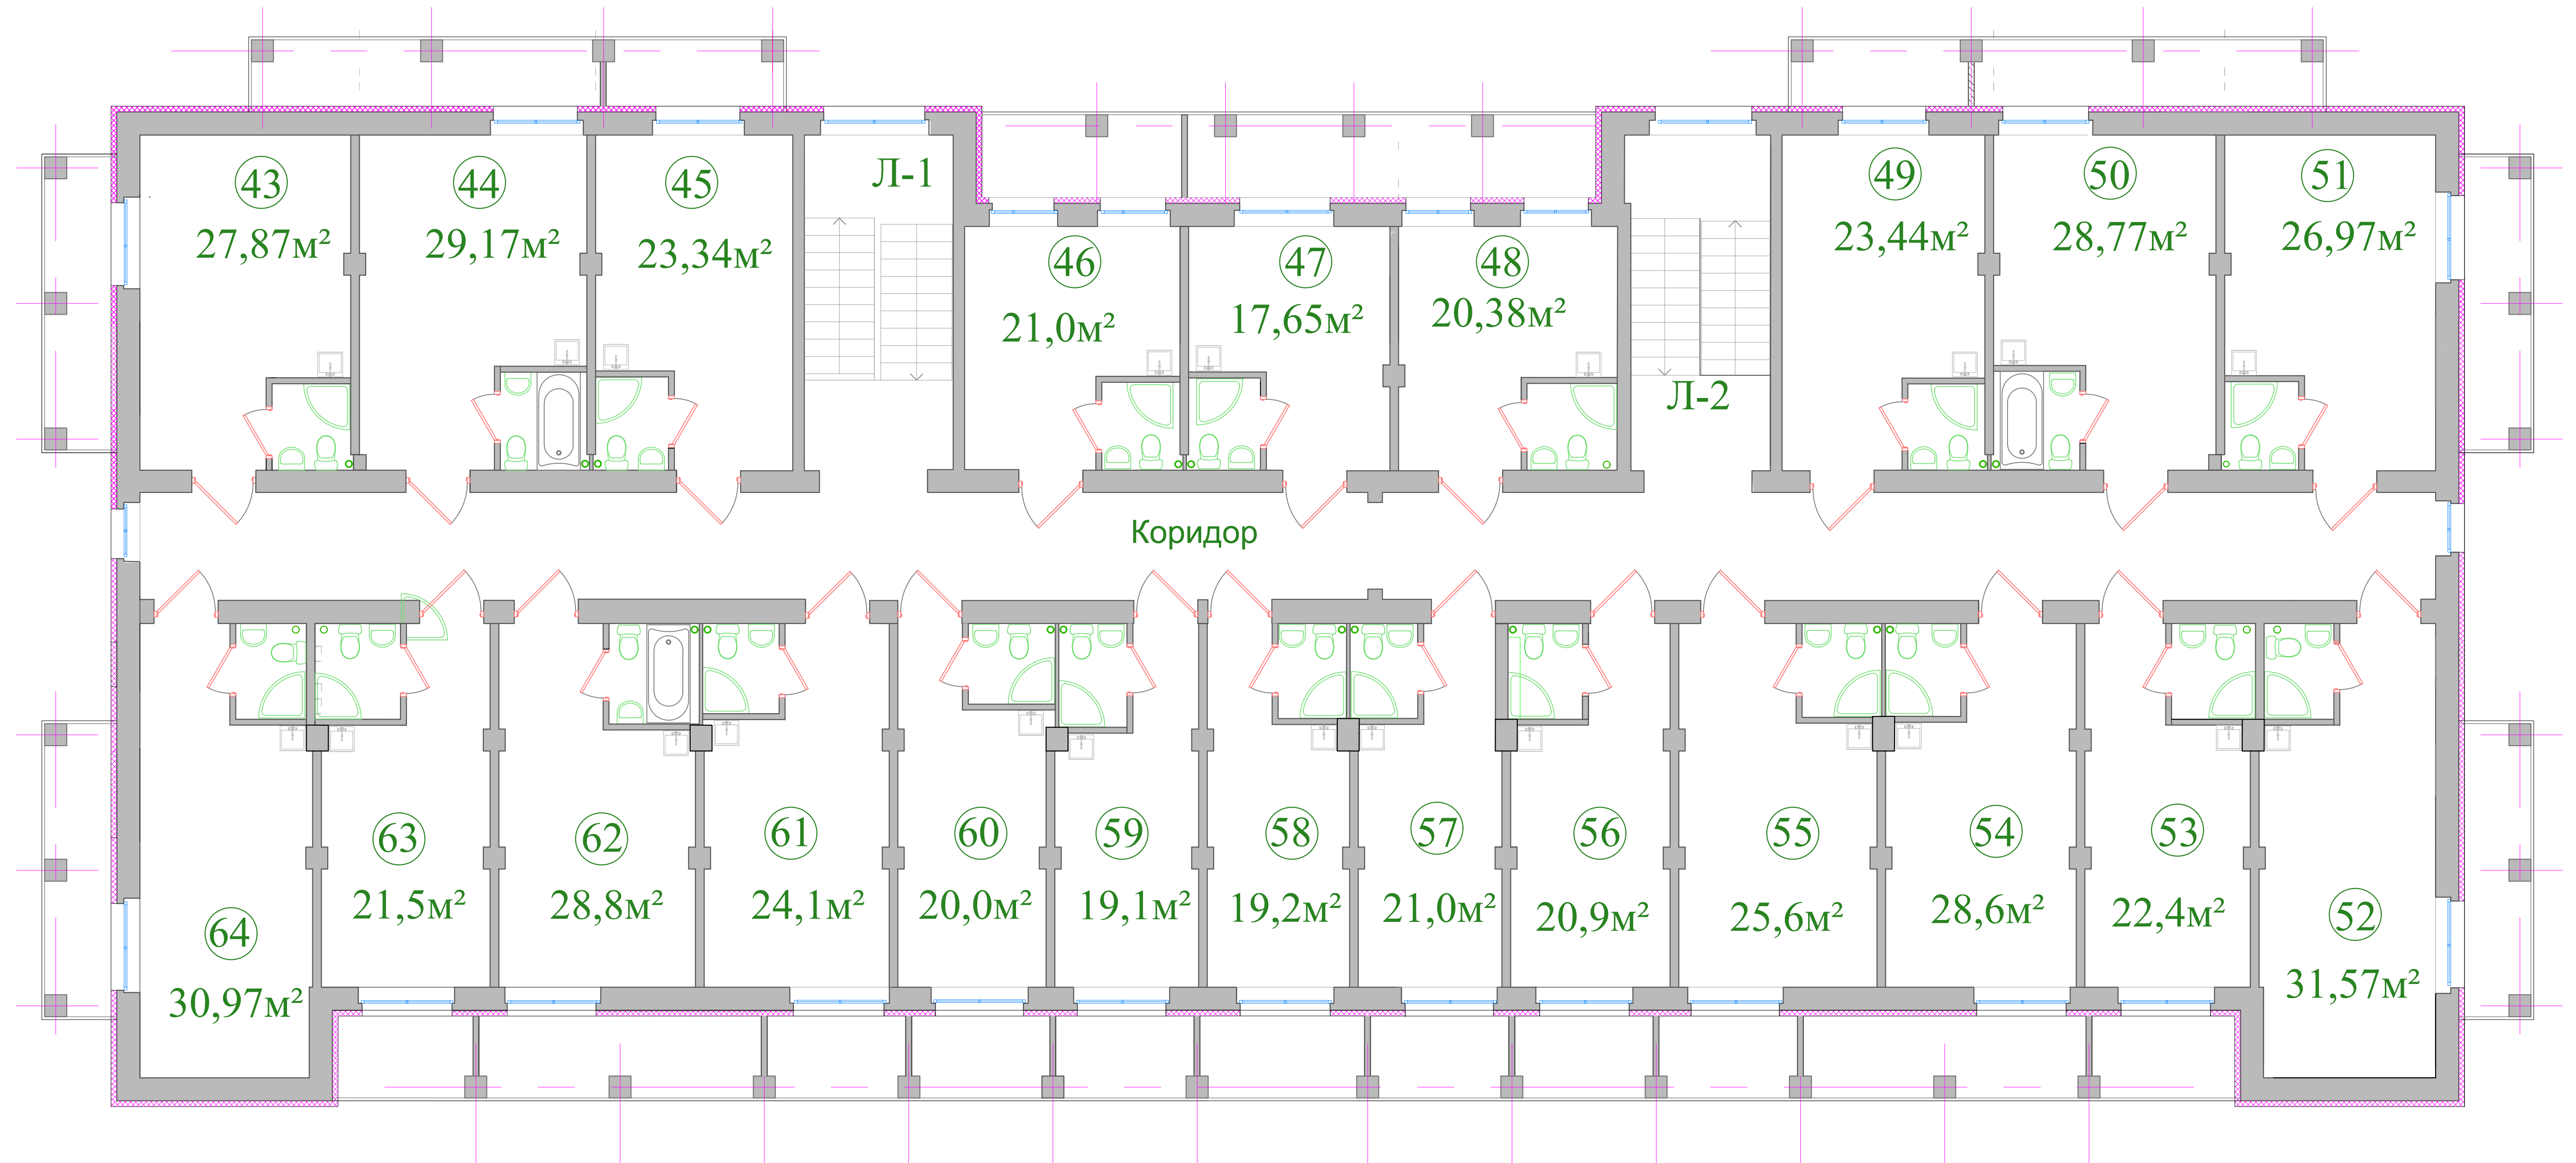 43
27,87м²
44
29,17м²
45
23,34м²
Л-1
46
21,0м²
47
17,65м²
48
20,38м²
Л-2
49
23,44м²
50
28,77м²
51
26,97м²
Коридор
64
30,97м²
63
21,5м²
62
28,8м²
61
24,1м²
60
20,0м²
59
19,1м²
58
19,2м²
57
21,0м²
56
20,9м²
55
25,6м²
54
28,6м²
53
22,4м²
52
31,57м²